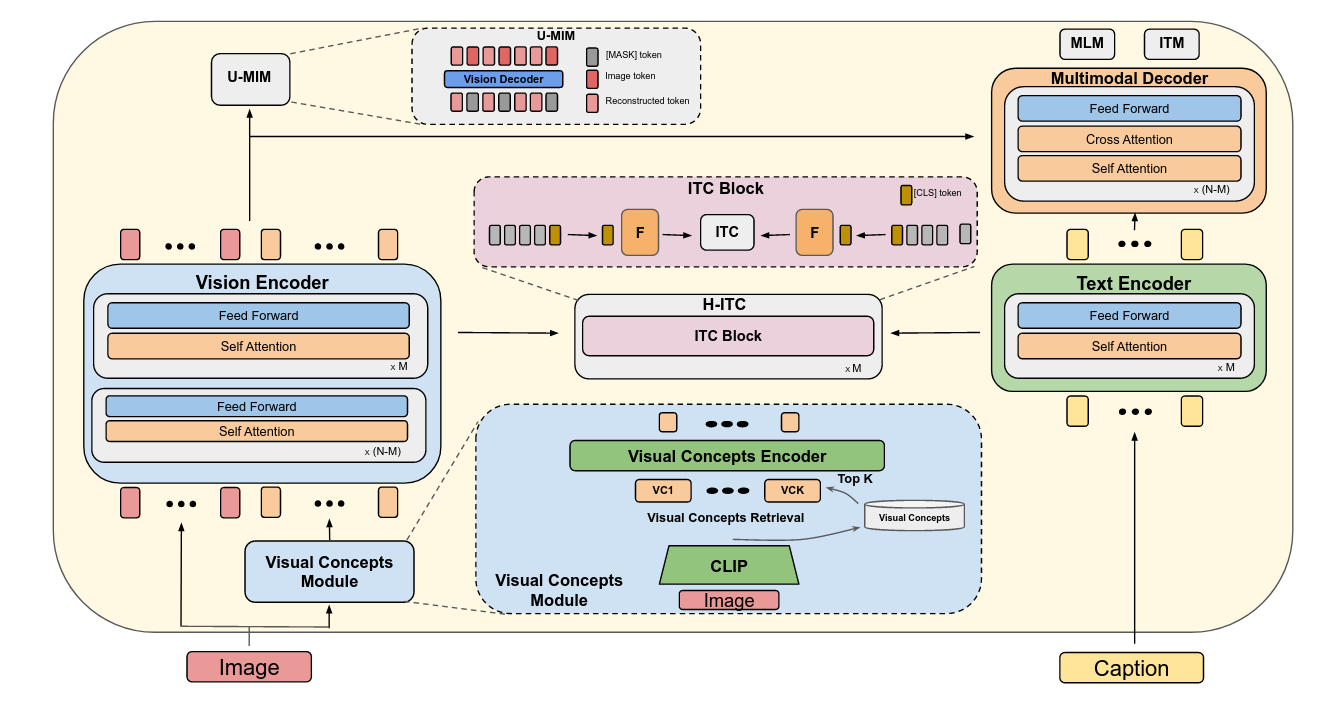 U-MIM
U-MIM
[MASK] token
Image token
Vision Decoder
Reconstructed token
MLM
ITM
Multimodal Decoder
Feed Forward
Cross Attention
Self Attention
x (N-M)
ITC Block
[CLS] token
F
ITC
F
Vision Encoder
Feed Forward
Self Attention
x M
Feed Forward
Self Attention
x (N-M)
H-ITC
ITC Block
x M
Text Encoder
Feed Forward
Self Attention
x M
Visual Concepts Encoder
VC1
VCK
Top K
Visual Concepts Retrieval
Visual Concepts
CLIP
Image
Visual Concepts
Module
Visual Concepts
Module
Image
Caption